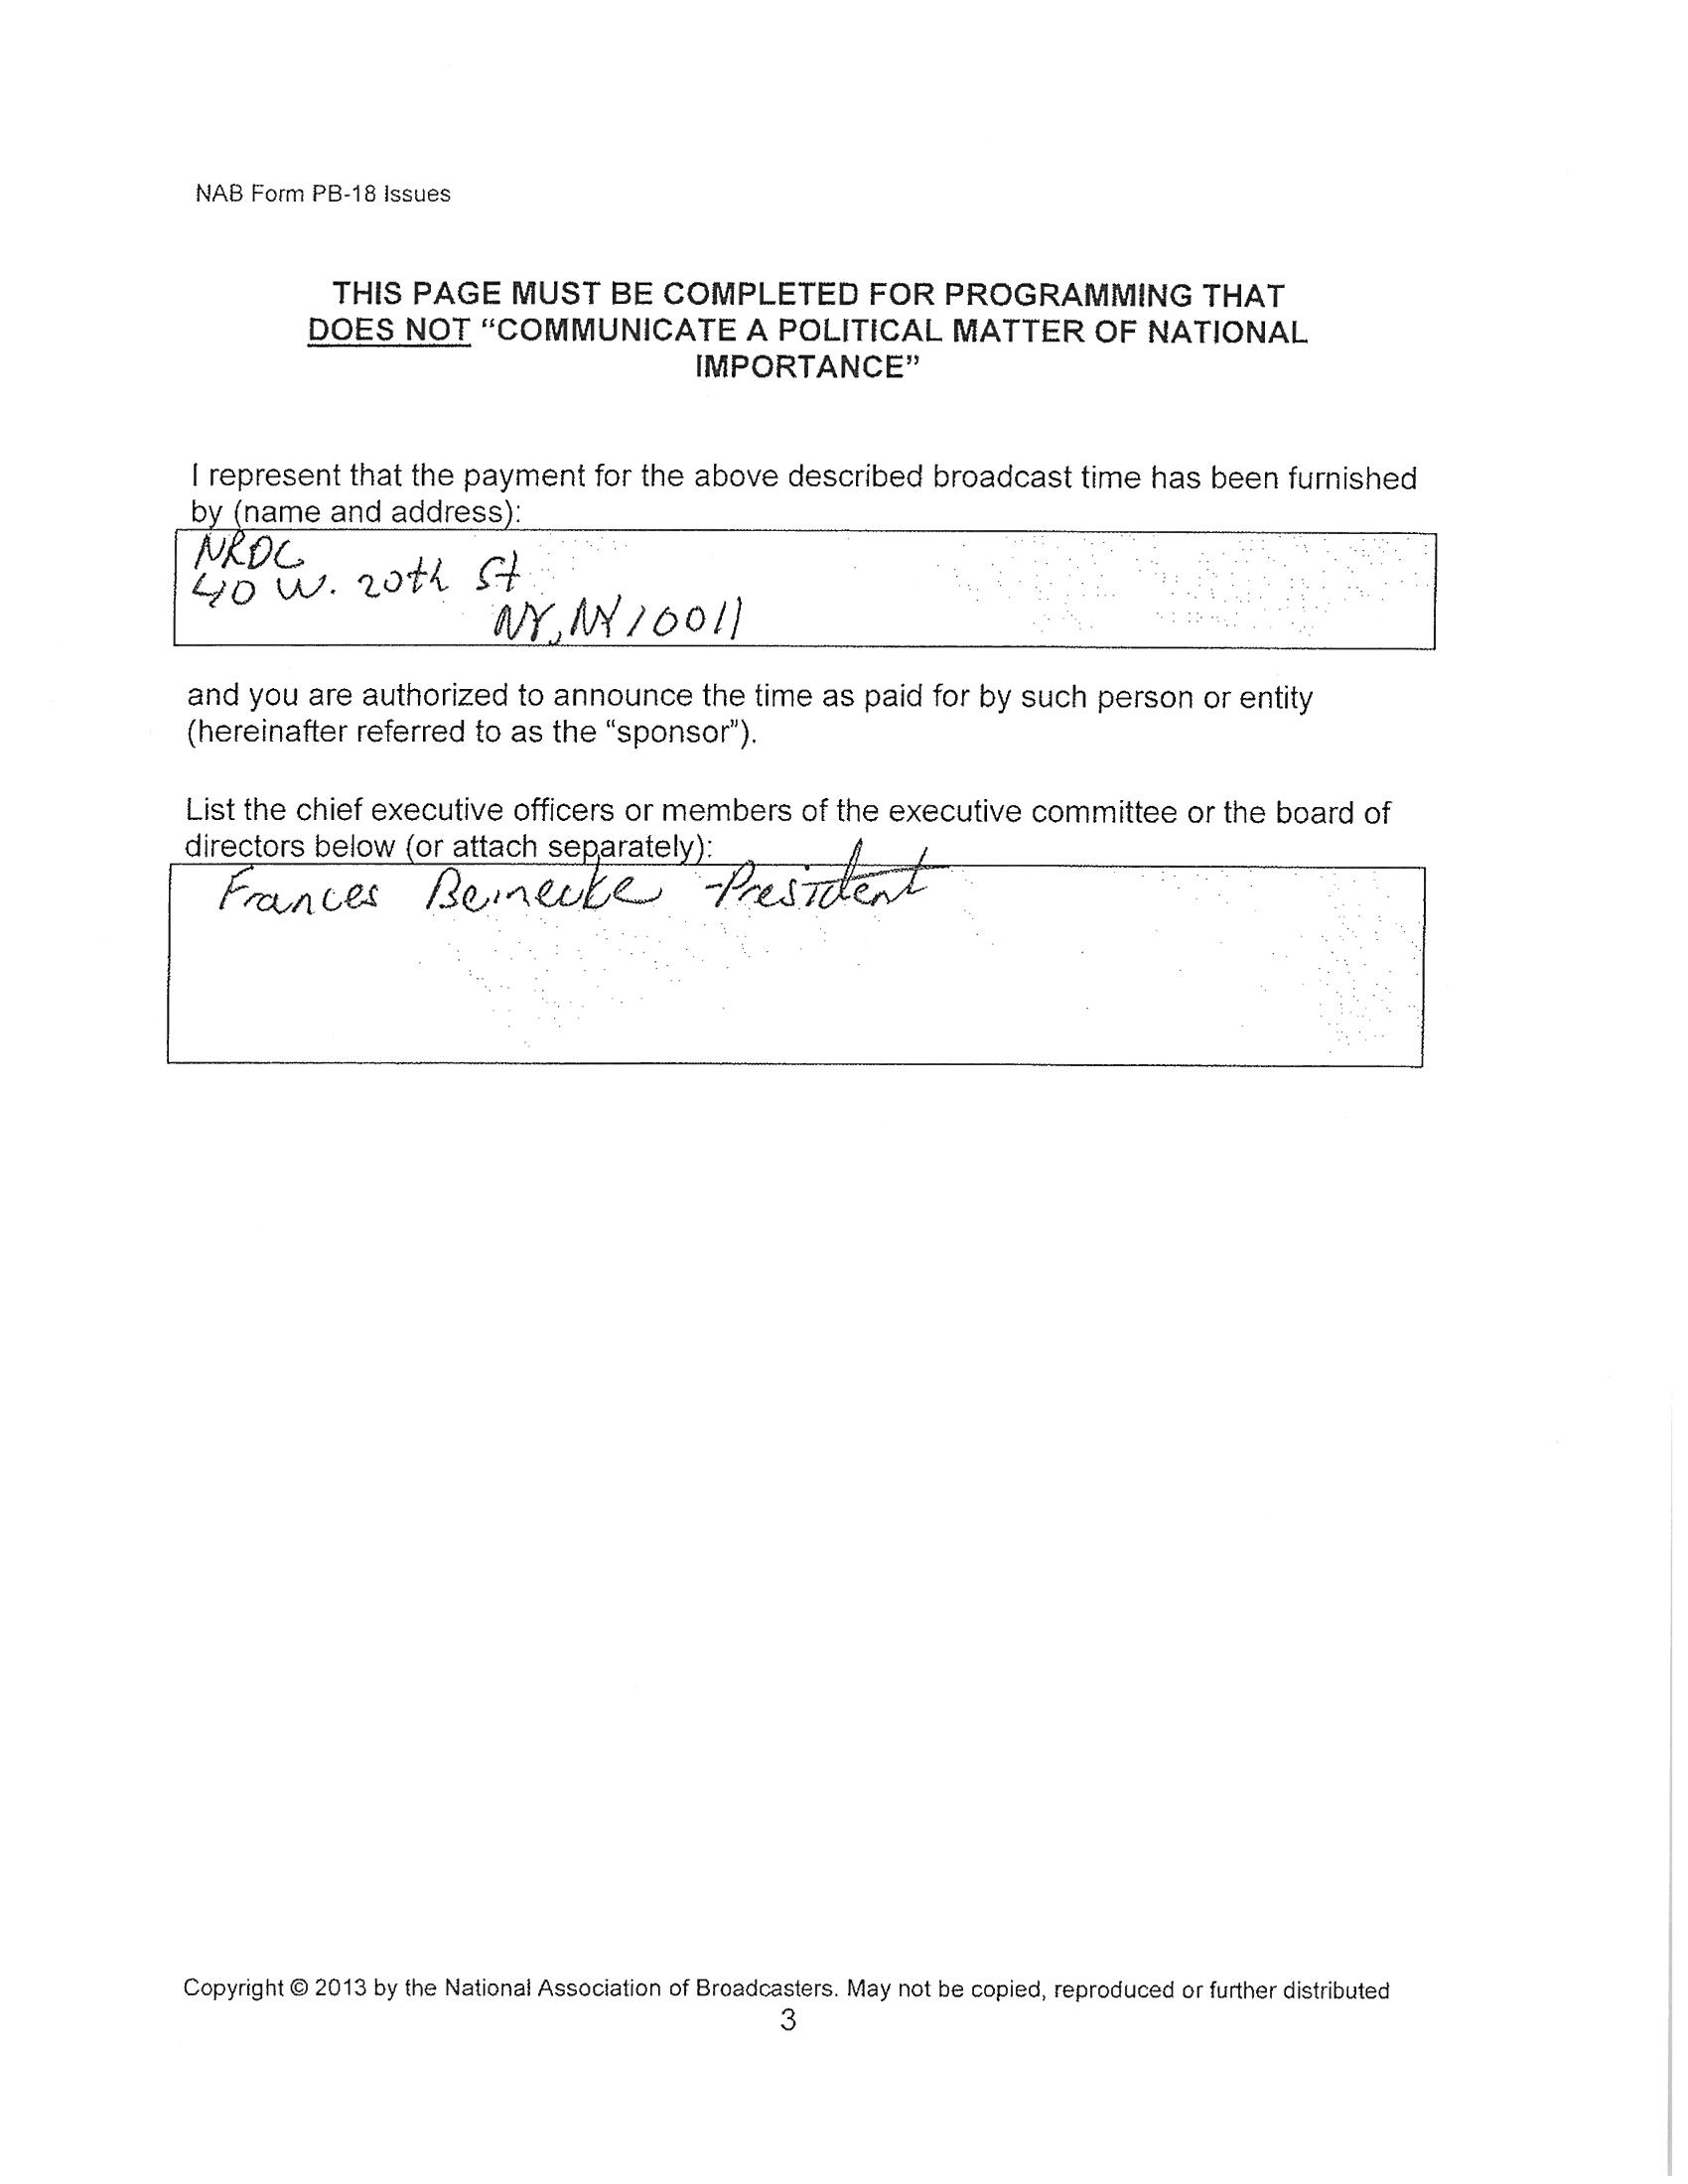 NAB Form PB-18 Issues
THIS PAGE MUST BE COMPLETED FOR PROGRAMMING THAT
DOES NOT “COMMUNICATE A POLITICAL MATTER OF NATIONAL
IMPORTANCE”
I represent that the payment for the above described broadcast time has been furnished
by (name and address):
NRDC
40 W. 20th St
NY, NY 10011
and you are authorized to announce the time as paid for by such person or entity
(hereinafter referred to as the “sponsor”).
List the chief executive officers or members of the executive committee or the board of
directors below (or attach separately):
Frances Beinecke - President
Copyright © 2013 by the National Association of Broadcasters. May not be copied, reproduced or further distributed
3